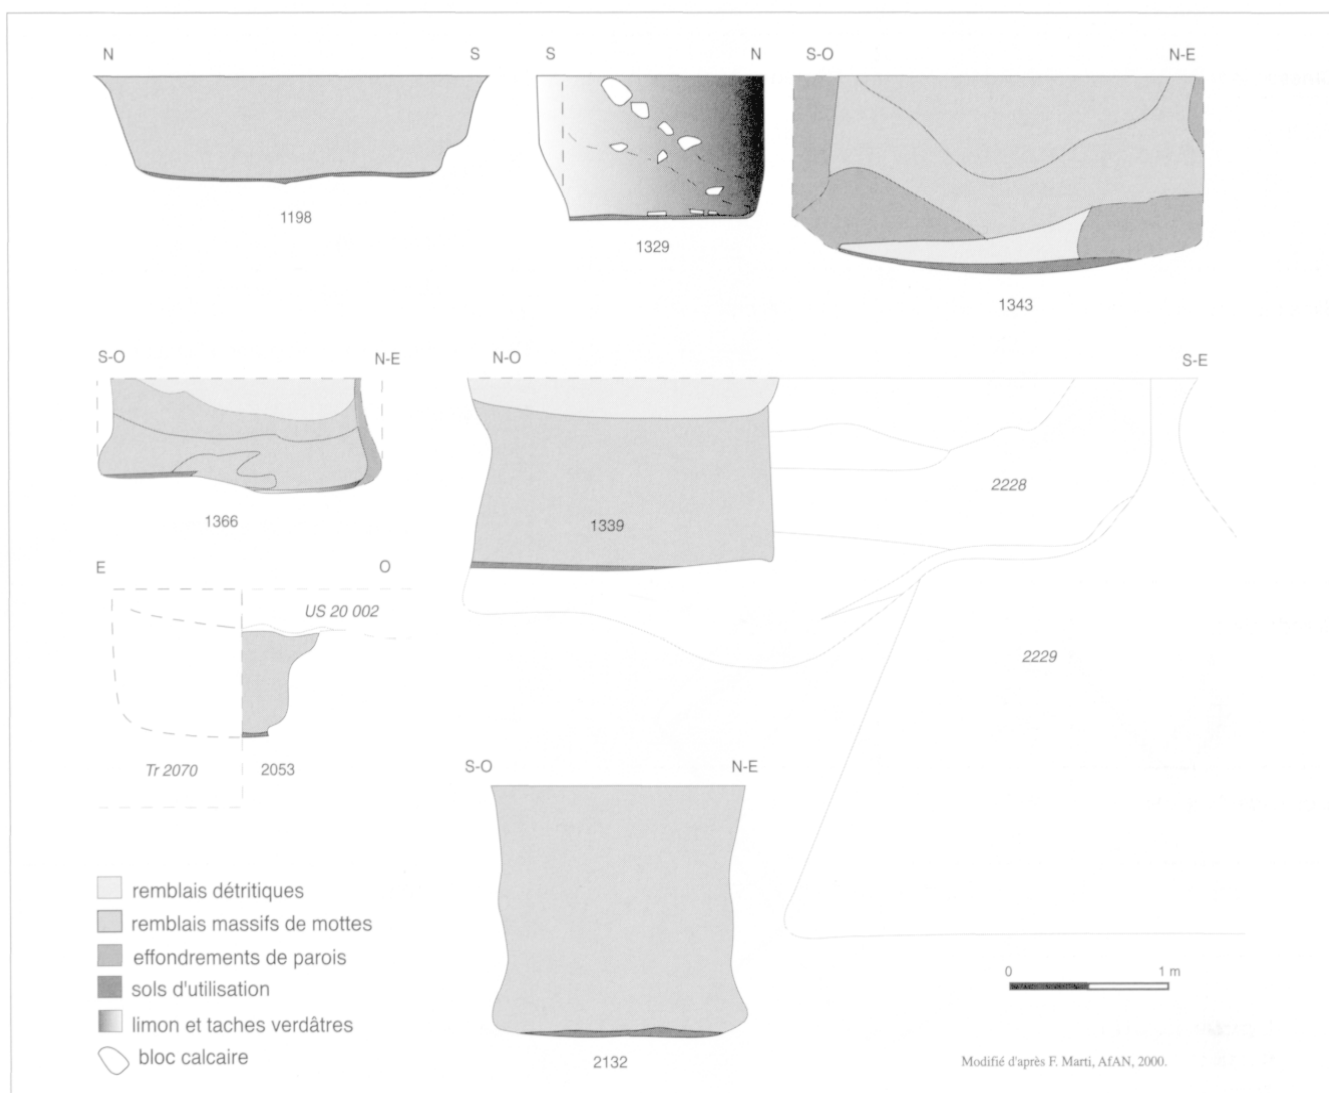 N S S N S-O N-E
1198
1329
1343
S-O N-E N-O S-E
1366
1339
2228
E O
US 20 002
2229
Tr 2070 2053
S-O N-E
remblais détritiques
remblais massifs de mottes
effondrements de parois
sols d'utilisation
limon et taches verdâtres
bloc calcaire
2132
0 1 m
Modifié d'après F. Marti, AfAN, 2000.